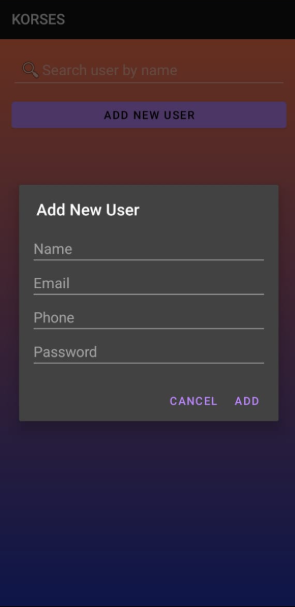 KORSES
🔍 Search user by name
ADD NEW USER
Add New User
Name
Email
Phone
Password
CANCEL ADD